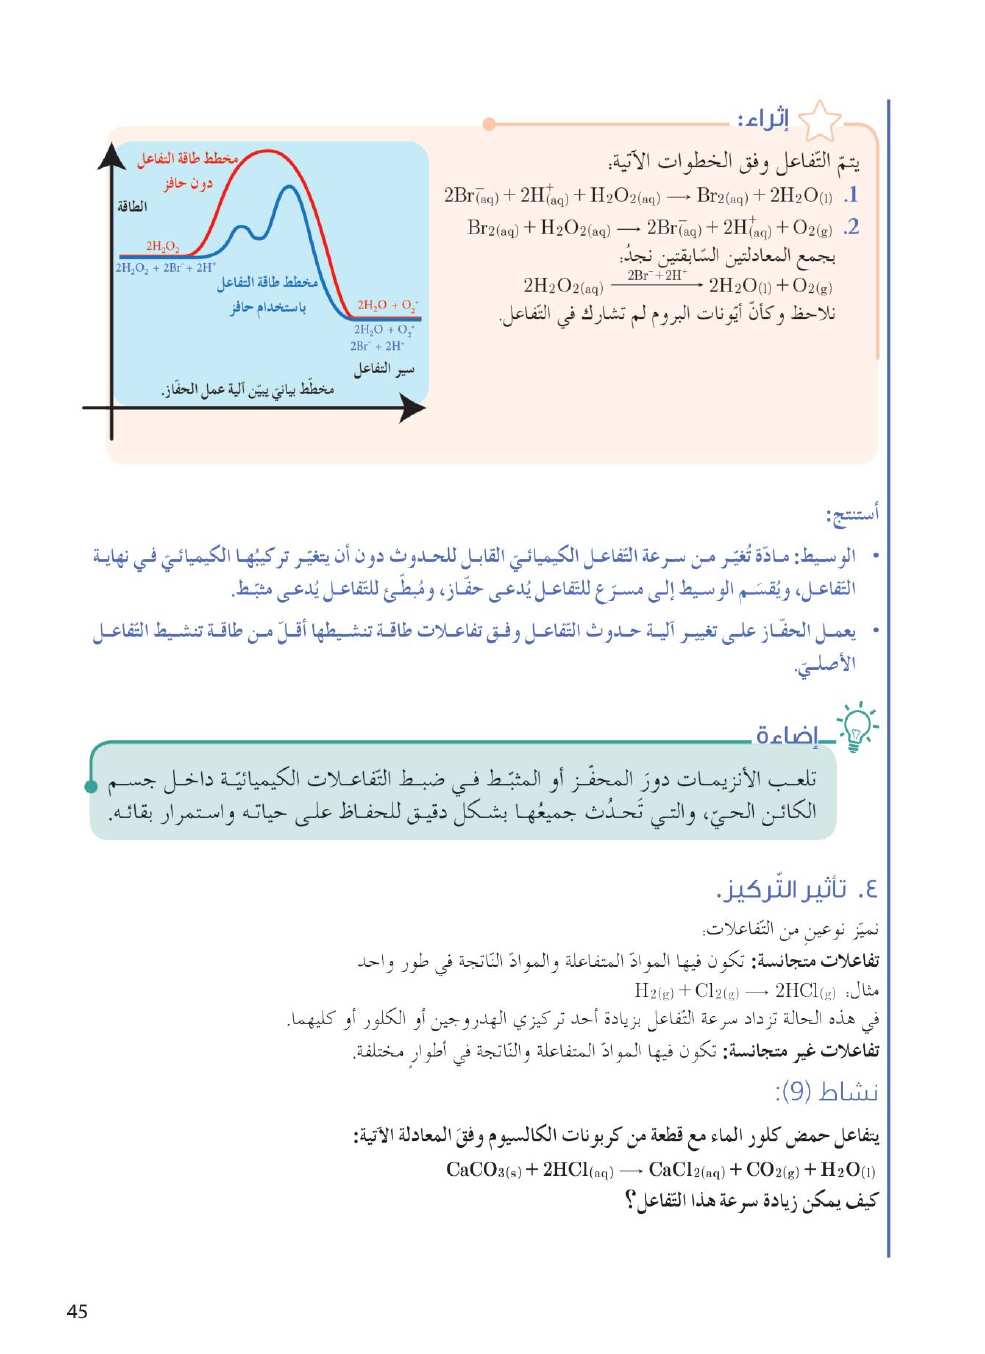 إثراء:
يتمّ التّفاعل وفق الخطوات الآتية:
1. 2Br⁻(aq) + 2H⁺(aq) + H2O2(aq) ⟶ Br2(aq) + 2H2O(l)
2. Br2(aq) + H2O2(aq) ⟶ 2Br⁻(aq) + 2H⁺(aq) + O2(g)
بجمع المعادلتين السّابقتين نجدُ:
2H2O2(aq) ⟶ 2H2O(l) + O2(g)
2Br⁻+2H⁺
نلاحظ وكأنّ أيّونات البروم لم تشارك في التّفاعل.
مخطط طاقة التفاعل
دون حافز
الطاقة
2H2O2
2H2O2 + 2Br⁻ + 2H⁺
مخطط طاقة التفاعل
باستخدام حافز
2H2O + O2⁺
2H2O + O2⁺
2Br⁻ + 2H⁺
سير التفاعل
مخطّط بيانيّ يبيّن آلية عمل الحفّاز.
أستنتج:
• الوسيط: مادّة تُغيّر من سرعة التّفاعل الكيميائيّ القابل للحدوث دون أن يتغيّر تركيبُها الكيميائيّ في نهاية
التّفاعل، ويُقسَم الوسيط إلى مسرّع للتّفاعل يُدعى حفّاز، ومُبطّئ للتّفاعل يُدعى مثبّط.
• يعمل الحفّاز على تغيير آلية حدوث التّفاعل وفق تفاعلات طاقة تنشيطها أقلّ من طاقة تنشيط التّفاعل
الأصليّ.
إضاءة
تلعب الأنزيمات دورَ المحفّز أو المثبّط في ضبط التّفاعلات الكيميائيّة داخل جسم
الكائن الحيّ، والتي تَحدُث جميعُها بشكل دقيق للحفاظ على حياته واستمرار بقائه.
٤. تأثير التّركيز.
نميّز نوعينِ من التّفاعلات:
تفاعلات متجانسة: تكون فيها الموادّ المتفاعلة والموادّ النّاتجة في طور واحد
مثال: H2(g) + Cl2(g) ⟶ 2HCl(g)
في هذه الحالة تزداد سرعة التّفاعل بزيادة أحد تركيزي الهدروجين أو الكلور أو كليهما.
تفاعلات غير متجانسة: تكون فيها الموادّ المتفاعلة والنّاتجة في أطوارٍ مختلفة.
نشاط (9):
يتفاعل حمض كلور الماء مع قطعة من كربونات الكالسيوم وفقَ المعادلة الآتية:
CaCO3(s) + 2HCl(aq) ⟶ CaCl2(aq) + CO2(g) + H2O(l)
كيف يمكن زيادة سرعة هذا التّفاعل؟
45